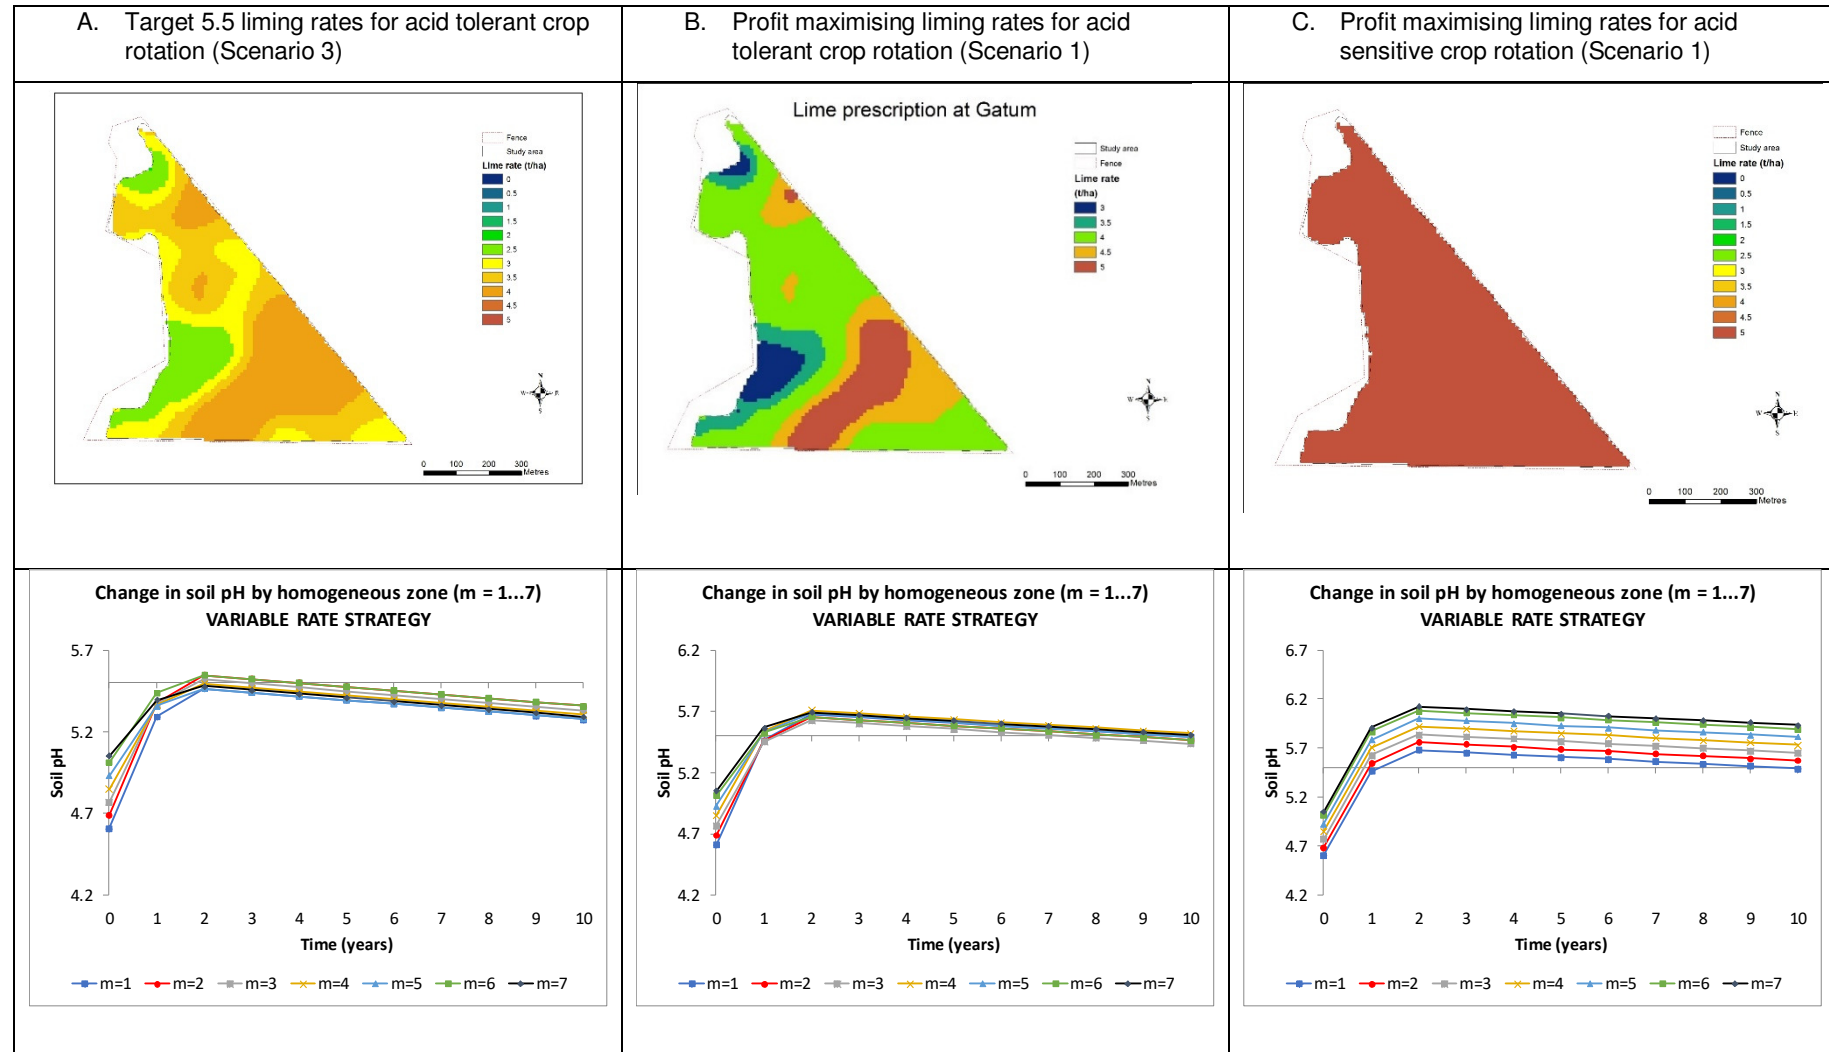 A. Target 5.5 liming rates for acid tolerant crop
rotation (Scenario 3)
B. Profit maximising liming rates for acid
tolerant crop rotation (Scenario 1)
C. Profit maximising liming rates for acid
sensitive crop rotation (Scenario 1)
Fence
Study area
Lime rate (t/ha)
0
0.5
1
1.5
2
2.5
3
3.5
4
4.5
5
N
W E
S
0 100 200 300
Metres
Lime prescription at Gatum
Study area
Fence
Lime rate
(t/ha)
3
3.5
4
4.5
5
N
W E
S
0 100 200 300
Metres
Fence
Study area
Lime rate (t/ha)
0
0.5
1
1.5
2
2.5
3
3.5
4
4.5
5
N
W E
S
0 100 200 300
Metres
Change in soil pH by homogeneous zone (m = 1...7)
VARIABLE RATE STRATEGY
5.7
5.2
4.7
4.2
Soil pH
0 1 2 3 4 5 6 7 8 9 10
Time (years)
m=1 m=2 m=3 m=4 m=5 m=6 m=7
Change in soil pH by homogeneous zone (m = 1...7)
VARIABLE RATE STRATEGY
6.2
5.7
5.2
4.7
4.2
Soil pH
0 1 2 3 4 5 6 7 8 9 10
Time (years)
m=1 m=2 m=3 m=4 m=5 m=6 m=7
Change in soil pH by homogeneous zone (m = 1...7)
VARIABLE RATE STRATEGY
6.7
6.2
5.7
5.2
4.7
4.2
Soil pH
0 1 2 3 4 5 6 7 8 9 10
Time (years)
m=1 m=2 m=3 m=4 m=5 m=6 m=7